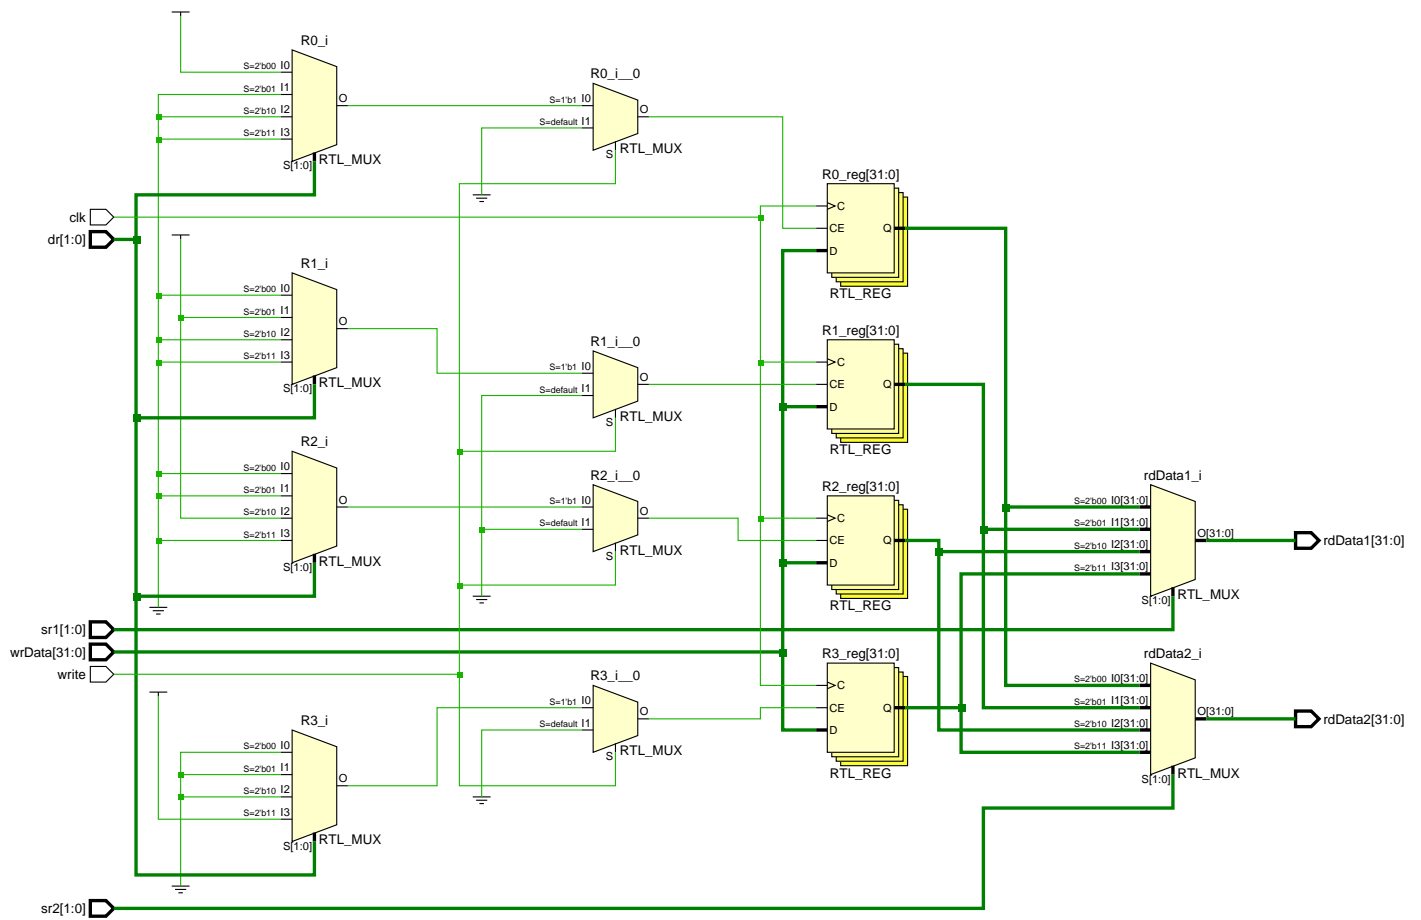 R0_i
S=2'b00 I0
S=2'b01 I1
S=2'b10 I2
S=2'b11 I3
O
S[1:0]
RTL_MUX
R0_i__0
S=1'b1 I0
S=default I1
O
S
RTL_MUX
clk
dr[1:0]
R0_reg[31:0]
C
CE
D
Q
RTL_REG
R1_i
S=2'b00 I0
S=2'b01 I1
S=2'b10 I2
S=2'b11 I3
O
S[1:0]
RTL_MUX
R1_i__0
S=1'b1 I0
S=default I1
O
S
RTL_MUX
R1_reg[31:0]
C
CE
D
Q
RTL_REG
R2_i
S=2'b00 I0
S=2'b01 I1
S=2'b10 I2
S=2'b11 I3
O
S[1:0]
RTL_MUX
R2_i__0
S=1'b1 I0
S=default I1
O
S
RTL_MUX
R2_reg[31:0]
C
CE
D
Q
RTL_REG
rdData1_i
S=2'b00 I0[31:0]
S=2'b01 I1[31:0]
S=2'b10 I2[31:0]
S=2'b11 I3[31:0]
O[31:0]
S[1:0]
RTL_MUX
rdData1[31:0]
sr1[1:0]
wrData[31:0]
write
R3_i
S=2'b00 I0
S=2'b01 I1
S=2'b10 I2
S=2'b11 I3
O
S[1:0]
RTL_MUX
R3_i__0
S=1'b1 I0
S=default I1
O
S
RTL_MUX
R3_reg[31:0]
C
CE
D
Q
RTL_REG
rdData2_i
S=2'b00 I0[31:0]
S=2'b01 I1[31:0]
S=2'b10 I2[31:0]
S=2'b11 I3[31:0]
O[31:0]
S[1:0]
RTL_MUX
rdData2[31:0]
sr2[1:0]